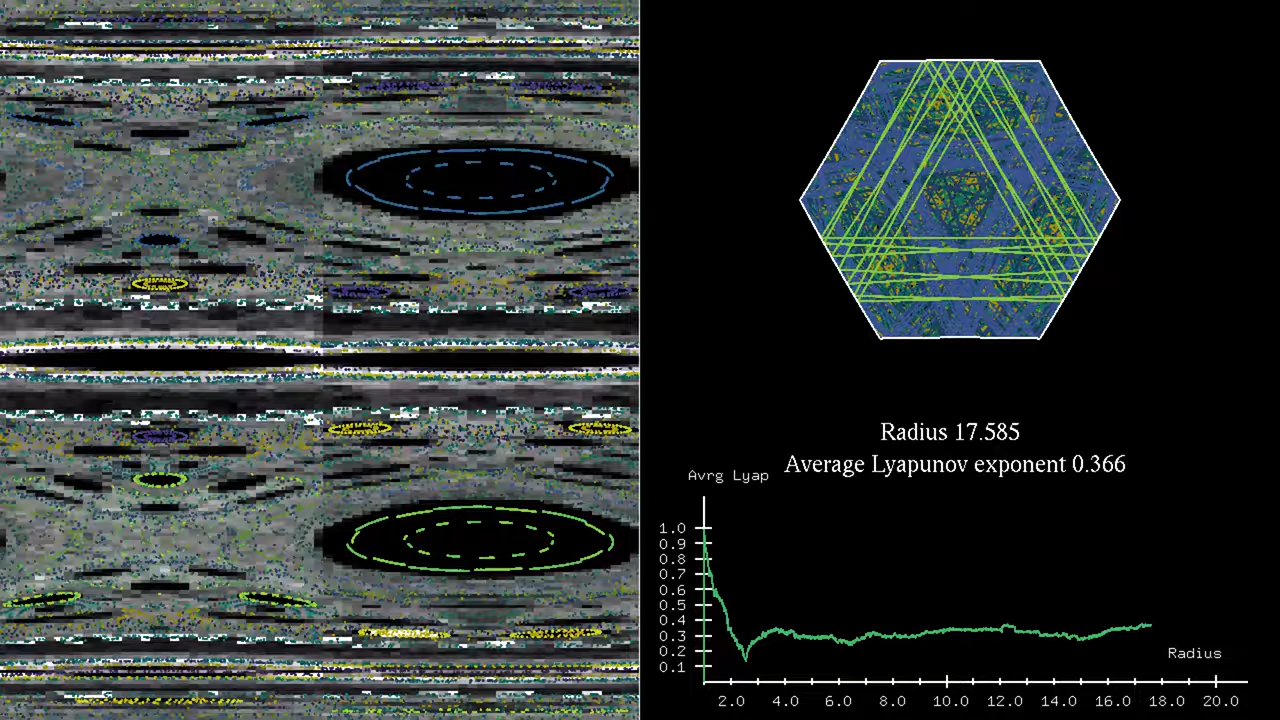 Radius 17.585
Average Lyapunov exponent 0.366
Avrg Lyap
1.0
0.9
0.8
0.7
0.6
0.5
0.4
0.3
0.2
0.1
Radius
2.0 4.0 6.0 8.0 10.0 12.0 14.0 16.0 18.0 20.0